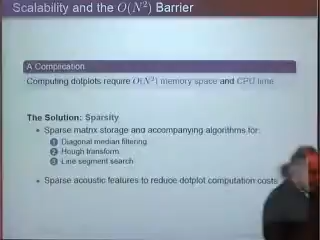 Scalability and the O(N²) Barrier
A Complication
Computing dotplots require O(N²) memory space and CPU time
The Solution: Sparsity
• Sparse matrix storage and accompanying algorithms for:
1 Diagonal median filtering
2 Hough transform
3 Line segment search
• Sparse acoustic features to reduce dotplot computation costs